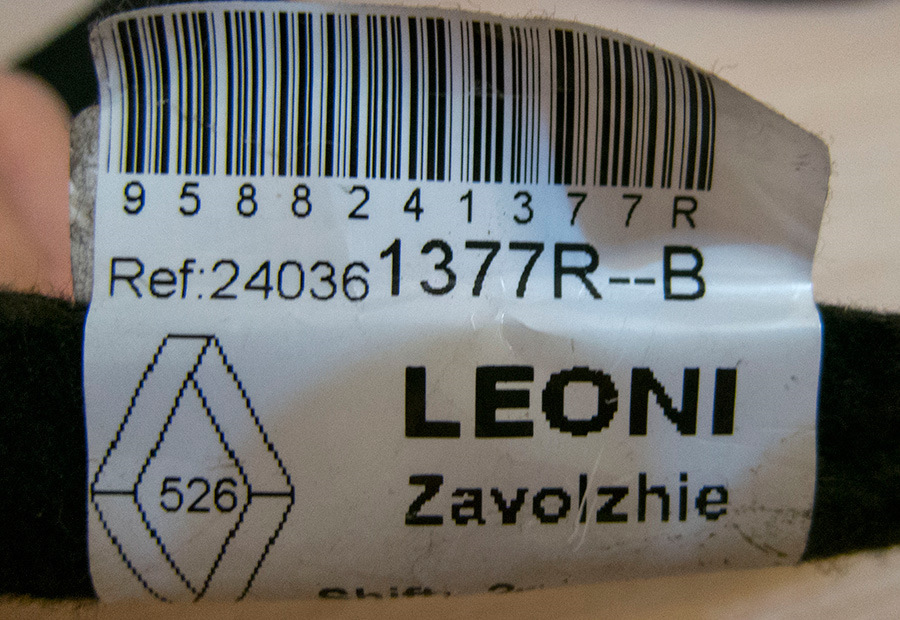 9 5 8 8 2 4 1 3 7 7 R
Ref:240361377R--B
LEONI
Zavolzhie
526